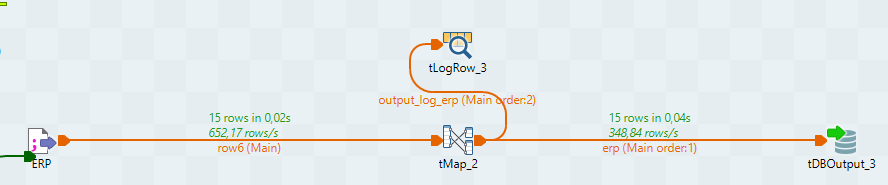 tLogRow_3
output_log_erp (Main order:2)
15 rows in 0,02s
652,17 rows/s
row6 (Main)
15 rows in 0,04s
348,84 rows/s
erp (Main order:1)
ERP
tMap_2
tDBOutput_3